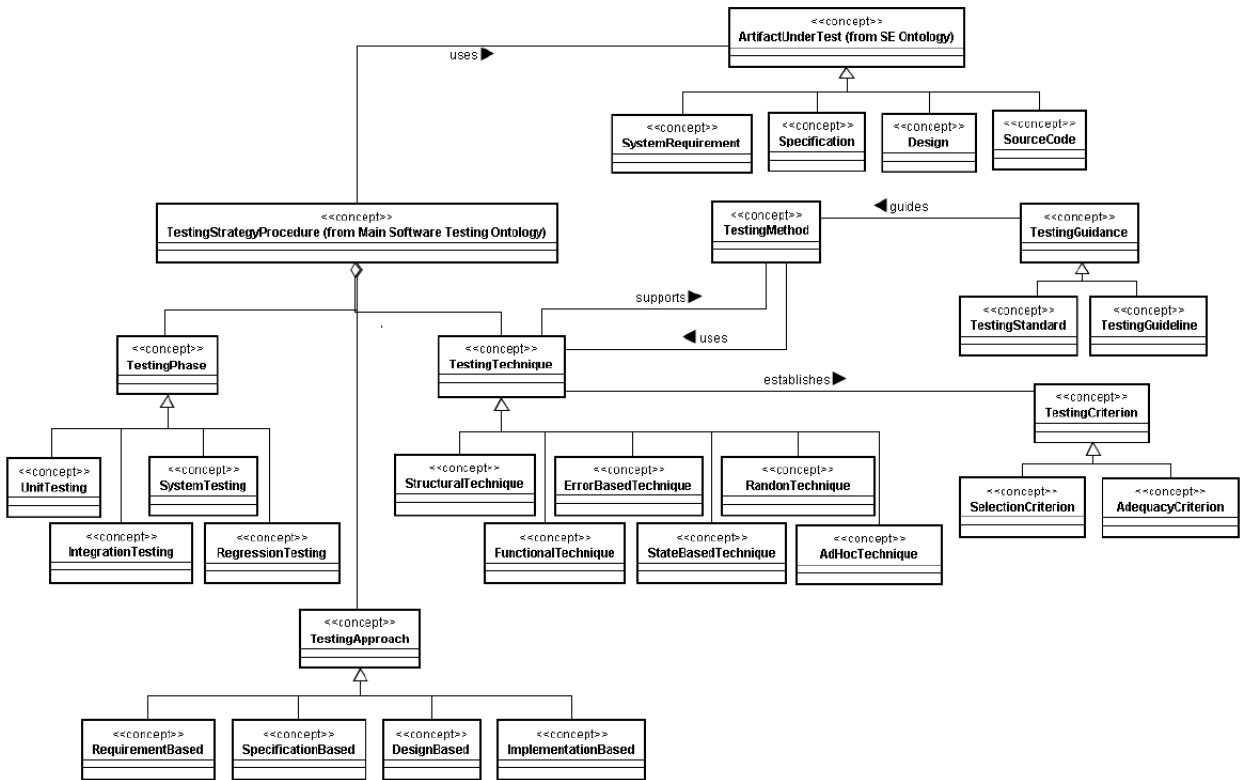 <<concept>>
ArtifactUnderTest (from SE Ontology)
uses ►
<<concept>>
SystemRequirement
<<concept>>
Specification
<<concept>>
Design
<<concept>>
SourceCode
<<concept>>
TestingStrategyProcedure (from Main Software Testing Ontology)
<<concept>>
TestingMethod
◄ guides
<<concept>>
TestingGuidance
supports ►
◄ uses
<<concept>>
TestingStandard
<<concept>>
TestingGuideline
<<concept>>
TestingPhase
<<concept>>
TestingTechnique
establishes ►
<<concept>>
TestingCriterion
<<concept>>
UnitTesting
<<concept>>
SystemTesting
<<concept>>
StructuralTechnique
<<concept>>
ErrorBasedTechnique
<<concept>>
RandonTechnique
<<concept>>
SelectionCriterion
<<concept>>
AdequacyCriterion
<<concept>>
IntegrationTesting
<<concept>>
RegressionTesting
<<concept>>
FunctionalTechnique
<<concept>>
StateBasedTechnique
<<concept>>
AdHocTechnique
<<concept>>
TestingApproach
<<concept>>
RequirementBased
<<concept>>
SpecificationBased
<<concept>>
DesignBased
<<concept>>
ImplementationBased